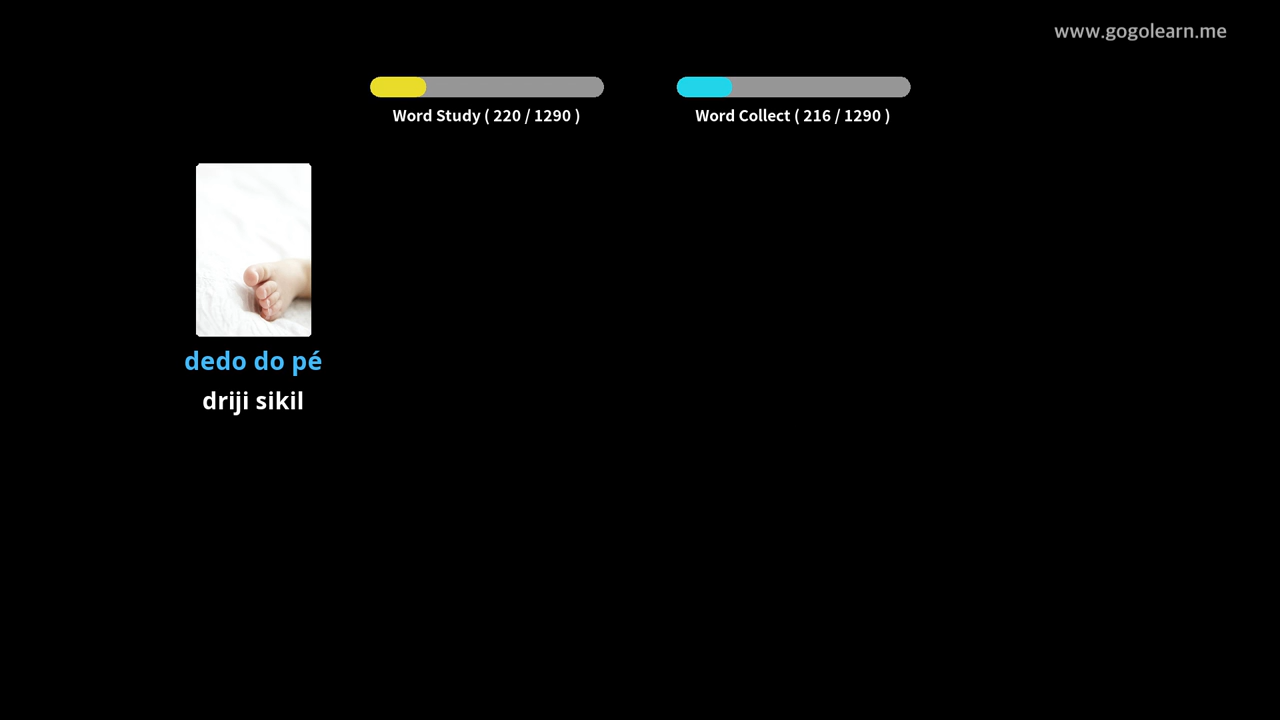 www.gogolearn.me
Word Study ( 220 / 1290 )
Word Collect ( 216 / 1290 )
dedo do pé
driji sikil